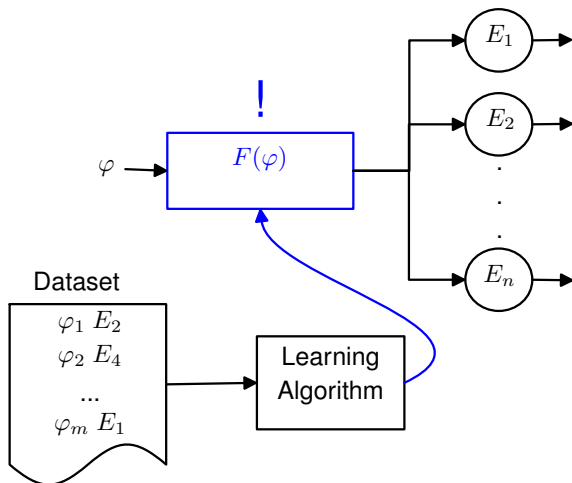 E₁
!
E₂
φ
F(φ)
.
.
.
Eₙ
Dataset
φ₁ E₂
φ₂ E₄
...
φₘ E₁
Learning
Algorithm